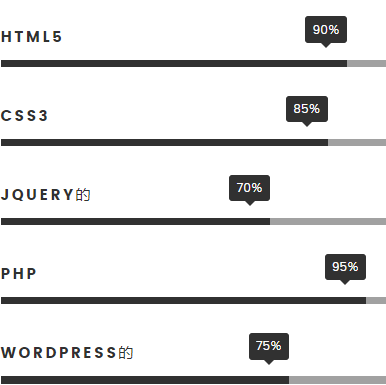 90%
HTML5
85%
CSS3
70%
JQUERY的
95%
PHP
75%
WORDPRESS的